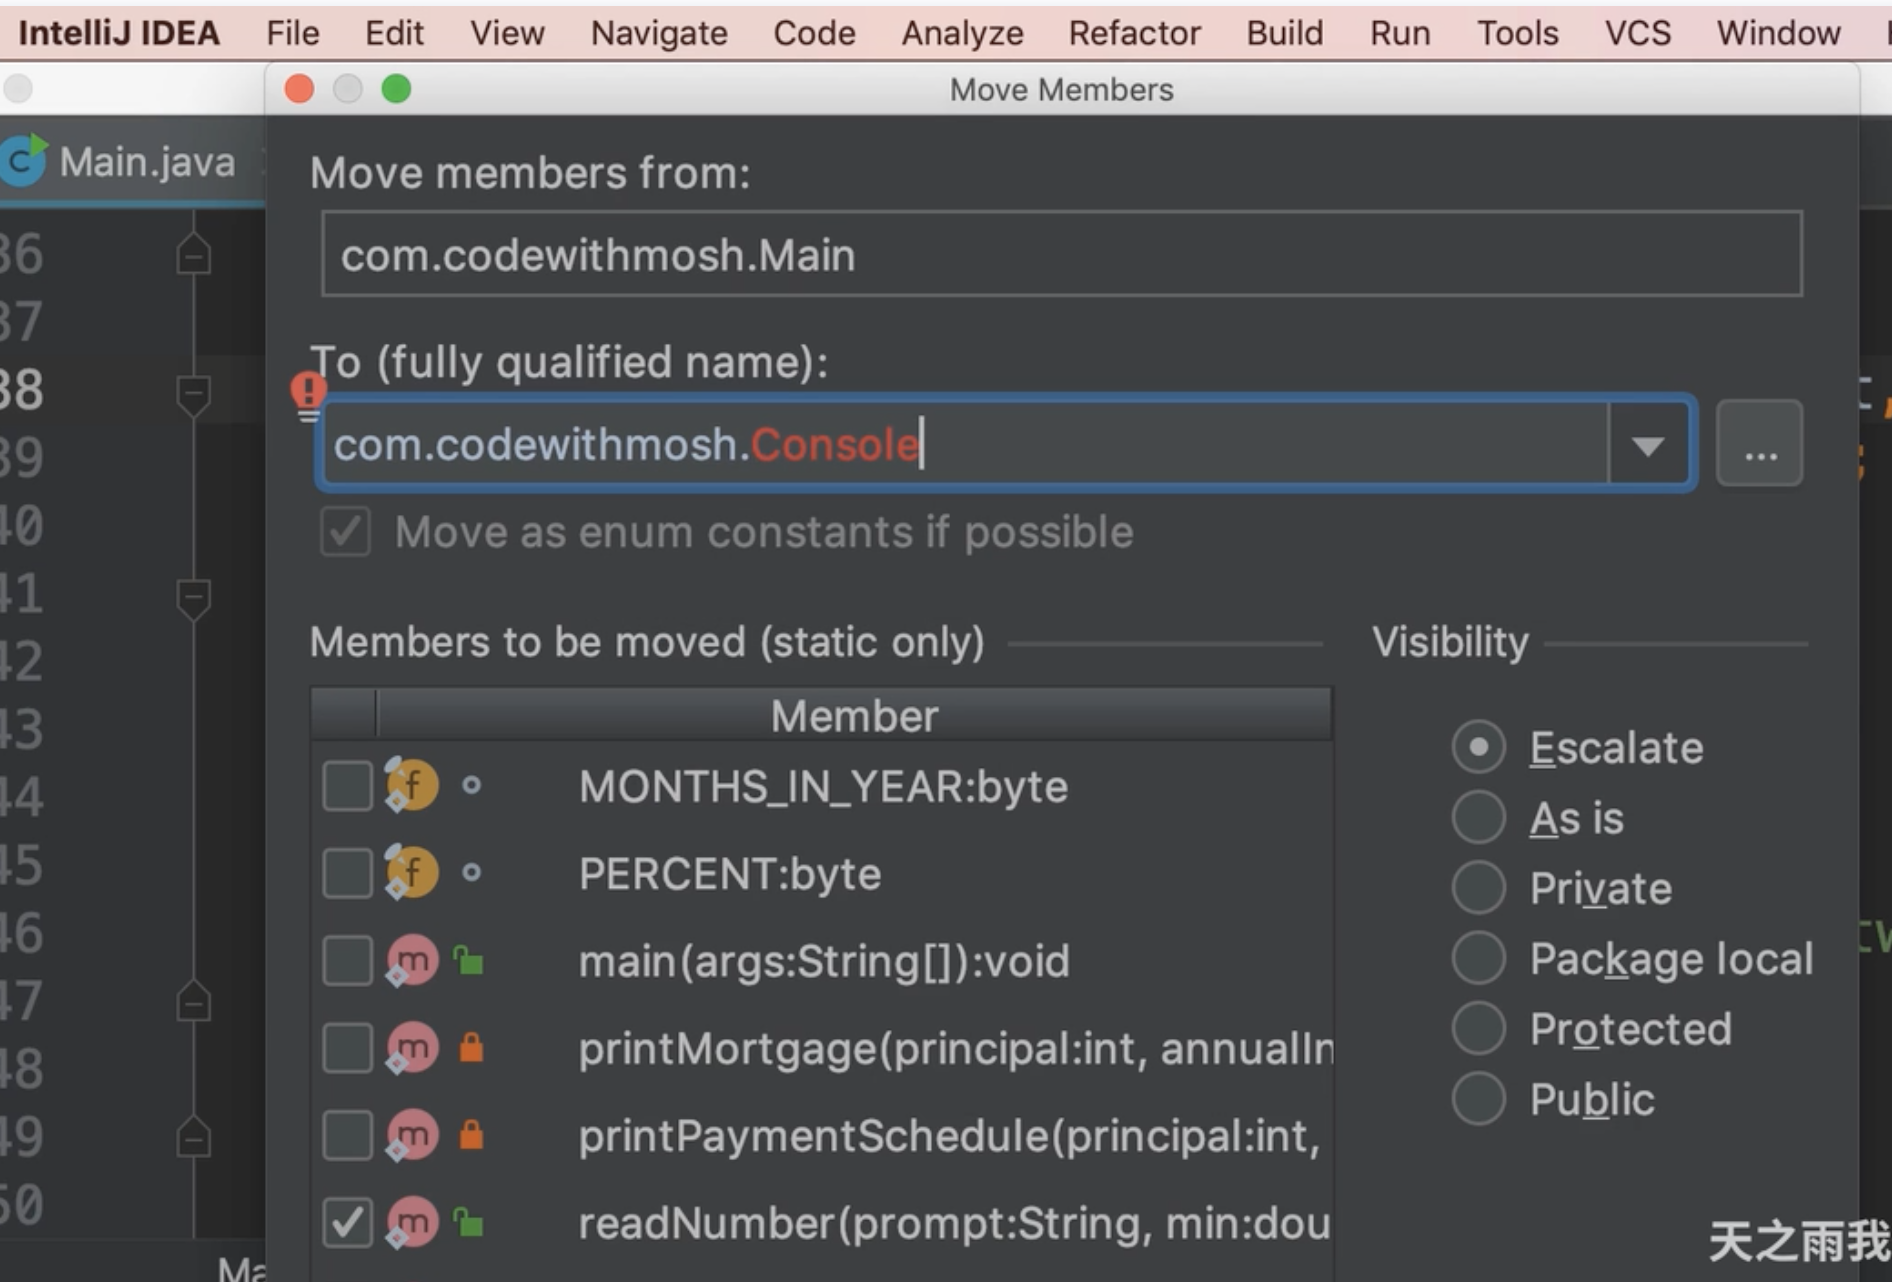 IntelliJ IDEA File Edit View Navigate Code Analyze Refactor Build Run Tools VCS Window
Move Members
Main.java
Move members from:
com.codewithmosh.Main
To (fully qualified name):
com.codewithmosh.Console
...
Move as enum constants if possible
Members to be moved (static only)
Visibility
Member
MONTHS_IN_YEAR:byte
PERCENT:byte
main(args:String[]):void
printMortgage(principal:int, annualIn
printPaymentSchedule(principal:int,
readNumber(prompt:String, min:dou
Escalate
As is
Private
Package local
Protected
Public
36
37
38
39
40
41
42
43
44
45
46
47
48
49
50
Ma
天之雨我